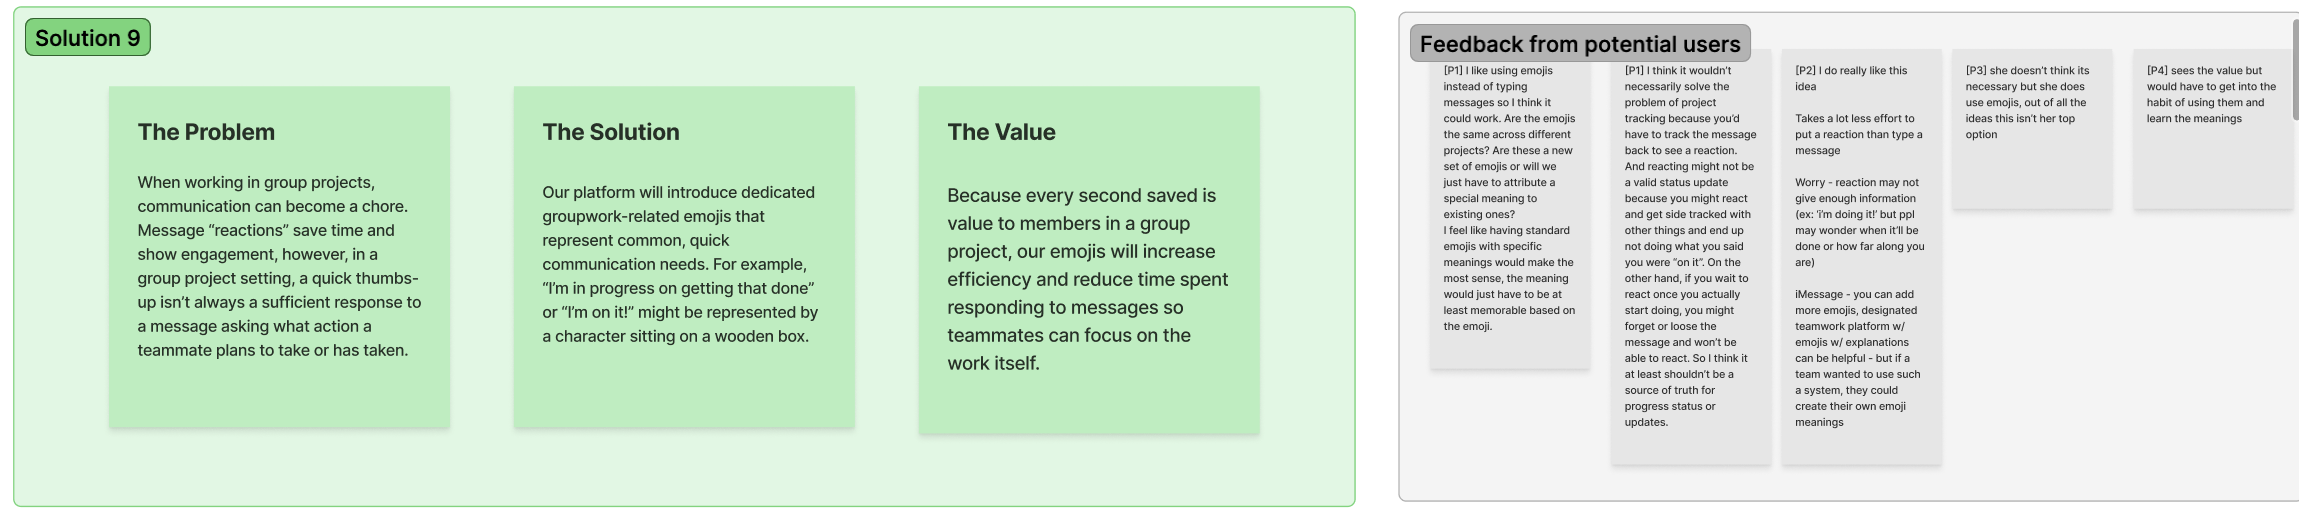 Solution 9
The Problem
When working in group projects,
communication can become a chore.
Message “reactions” save time and
show engagement, however, in a
group project setting, a quick thumbs-
up isn’t always a sufficient response to
a message asking what action a
teammate plans to take or has taken.
The Solution
Our platform will introduce dedicated
groupwork-related emojis that
represent common, quick
communication needs. For example,
“I’m in progress on getting that done”
or “I’m on it!” might be represented by
a character sitting on a wooden box.
The Value
Because every second saved is
value to members in a group
project, our emojis will increase
efficiency and reduce time spent
responding to messages so
teammates can focus on the
work itself.
Feedback from potential users
[P1] I like using emojis
instead of typing
messages so I think it
could work. Are the emojis
the same across different
projects? Are these a new
set of emojis or will we
just have to attribute a
special meaning to
existing ones?
I feel like having standard
emojis with specific
meanings would make the
most sense, the meaning
would just have to be at
least memorable based on
the emoji.
[P1] I think it wouldn’t
necessarily solve the
problem of project
tracking because you’d
have to track the message
back to see a reaction.
And reacting might not be
a valid status update
because you might react
and get side tracked with
other things and end up
not doing what you said
you were “on it”. On the
other hand, if you wait to
react once you actually
start doing, you might
forget or loose the
message and won’t be
able to react. So I think it
at least shouldn’t be a
source of truth for
progress status or
updates.
[P2] I do really like this
idea
Takes a lot less effort to
put a reaction than type a
message
Worry - reaction may not
give enough information
(ex: ‘i’m doing it!’ but ppl
may wonder when it’ll be
done or how far along you
are)
iMessage - you can add
more emojis, designated
teamwork platform w/
emojis w/ explanations
can be helpful - but if a
team wanted to use such
a system, they could
create their own emoji
meanings
[P3] she doesn’t think its
necessary but she does
use emojis, out of all the
ideas this isn’t her top
option
[P4] sees the value but
would have to get into the
habit of using them and
learn the meanings